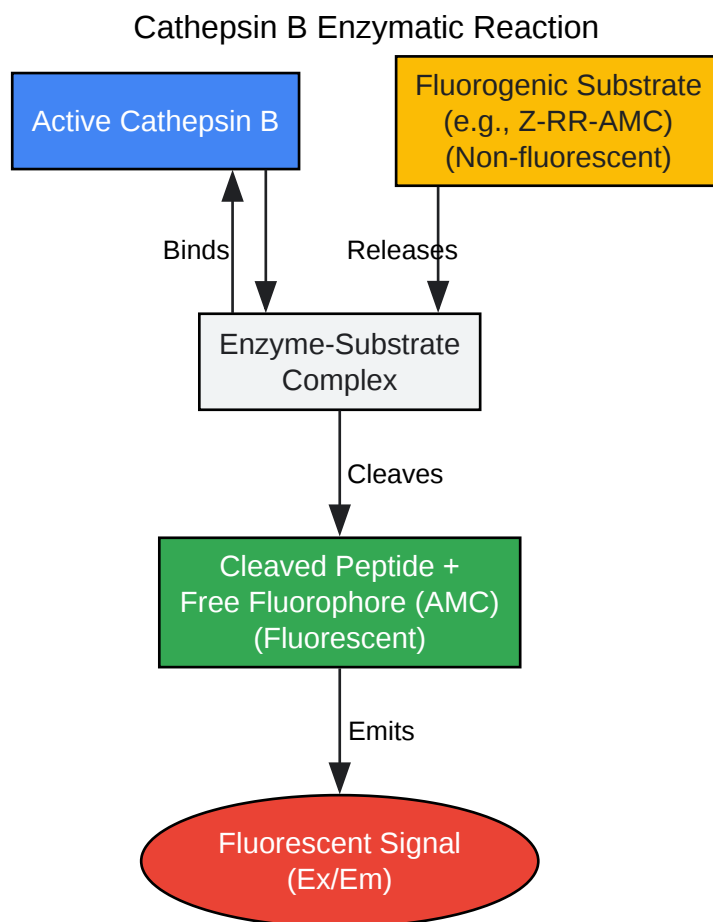 Cathepsin B Enzymatic Reaction
Active Cathepsin B
Fluorogenic Substrate
(e.g., Z-RR-AMC)
(Non-fluorescent)
Binds
Releases
Enzyme-Substrate
Complex
Cleaves
Cleaved Peptide +
Free Fluorophore (AMC)
(Fluorescent)
Emits
Fluorescent Signal
(Ex/Em)